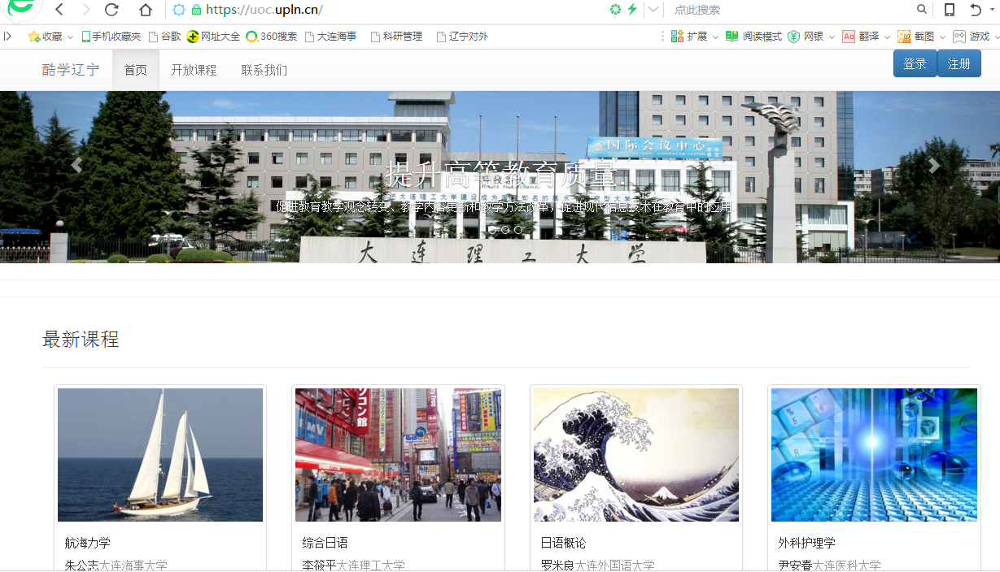 https://uoc.upln.cn/
点此搜索
收藏 手机收藏夹 谷歌 网址大全 360搜索 大连海事 科研管理 辽宁对外 扩展 阅读模式 网银 Aa 翻译 截图 游戏
酷学辽宁 首页 开放课程 联系我们 登录 注册
国际会议中心
提升高等教育质量
促进教育教学观念转变、教学内容更新和教学方法改革，促进现代信息技术在教育中的应用
大连理工大学
最新课程
航海力学 综合日语 日语概论 外科护理学
朱公志大连海事大学 李筱平大连理工大学 罗米良大连外国语大学 尹安春大连医科大学